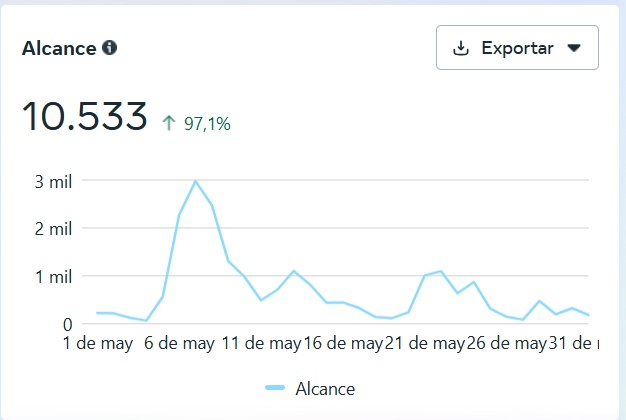 Alcance
Exportar
10.533 ↑ 97,1%
3 mil
2 mil
1 mil
0
1 de may 6 de may 11 de may 16 de may 21 de may 26 de may 31 de
Alcance